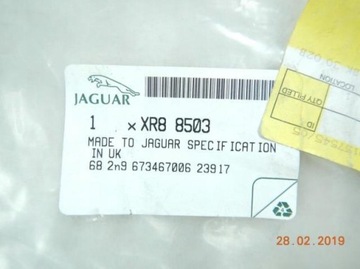 JAGUAR
1 × XR8 8503
MADE TO JAGUAR SPECIFICATION
IN UK
68 2n9 673467006 23917
LOCATION
QTY FILLED
28.02.2019